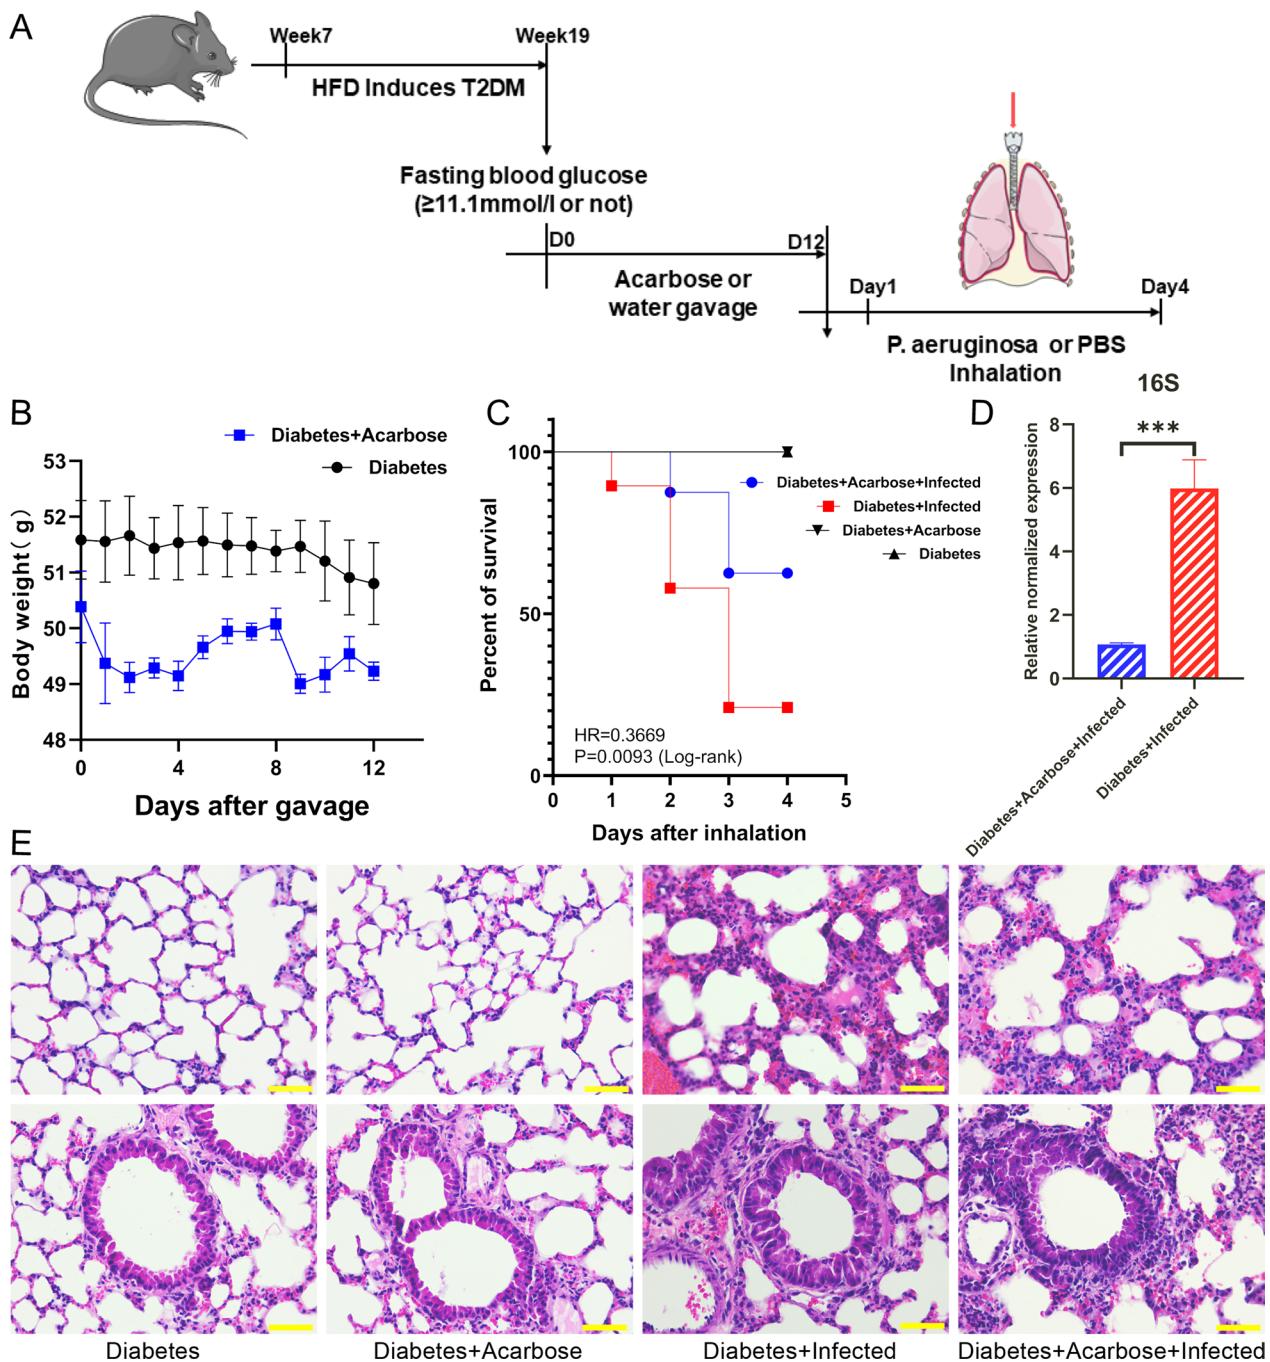 A
Week7
Week19
HFD Induces T2DM
Fasting blood glucose
(≥11.1mmol/l or not)
D0
D12
Acarbose or
water gavage
Day1
Day4
P. aeruginosa or PBS
Inhalation
B
Diabetes+Acarbose
Diabetes
53
52
51
50
49
48
Body weight( g)
0
4
8
12
Days after gavage
C
100
50
0
Percent of survival
Diabetes+Acarbose+Infected
Diabetes+Infected
Diabetes+Acarbose
Diabetes
HR=0.3669
P=0.0093 (Log-rank)
0
1
2
3
4
5
Days after inhalation
D
16S
***
8
6
4
2
0
Relative normalized expression
Diabetes+Acarbose+Infected
Diabetes+Infected
E
Diabetes
Diabetes+Acarbose
Diabetes+Infected
Diabetes+Acarbose+Infected